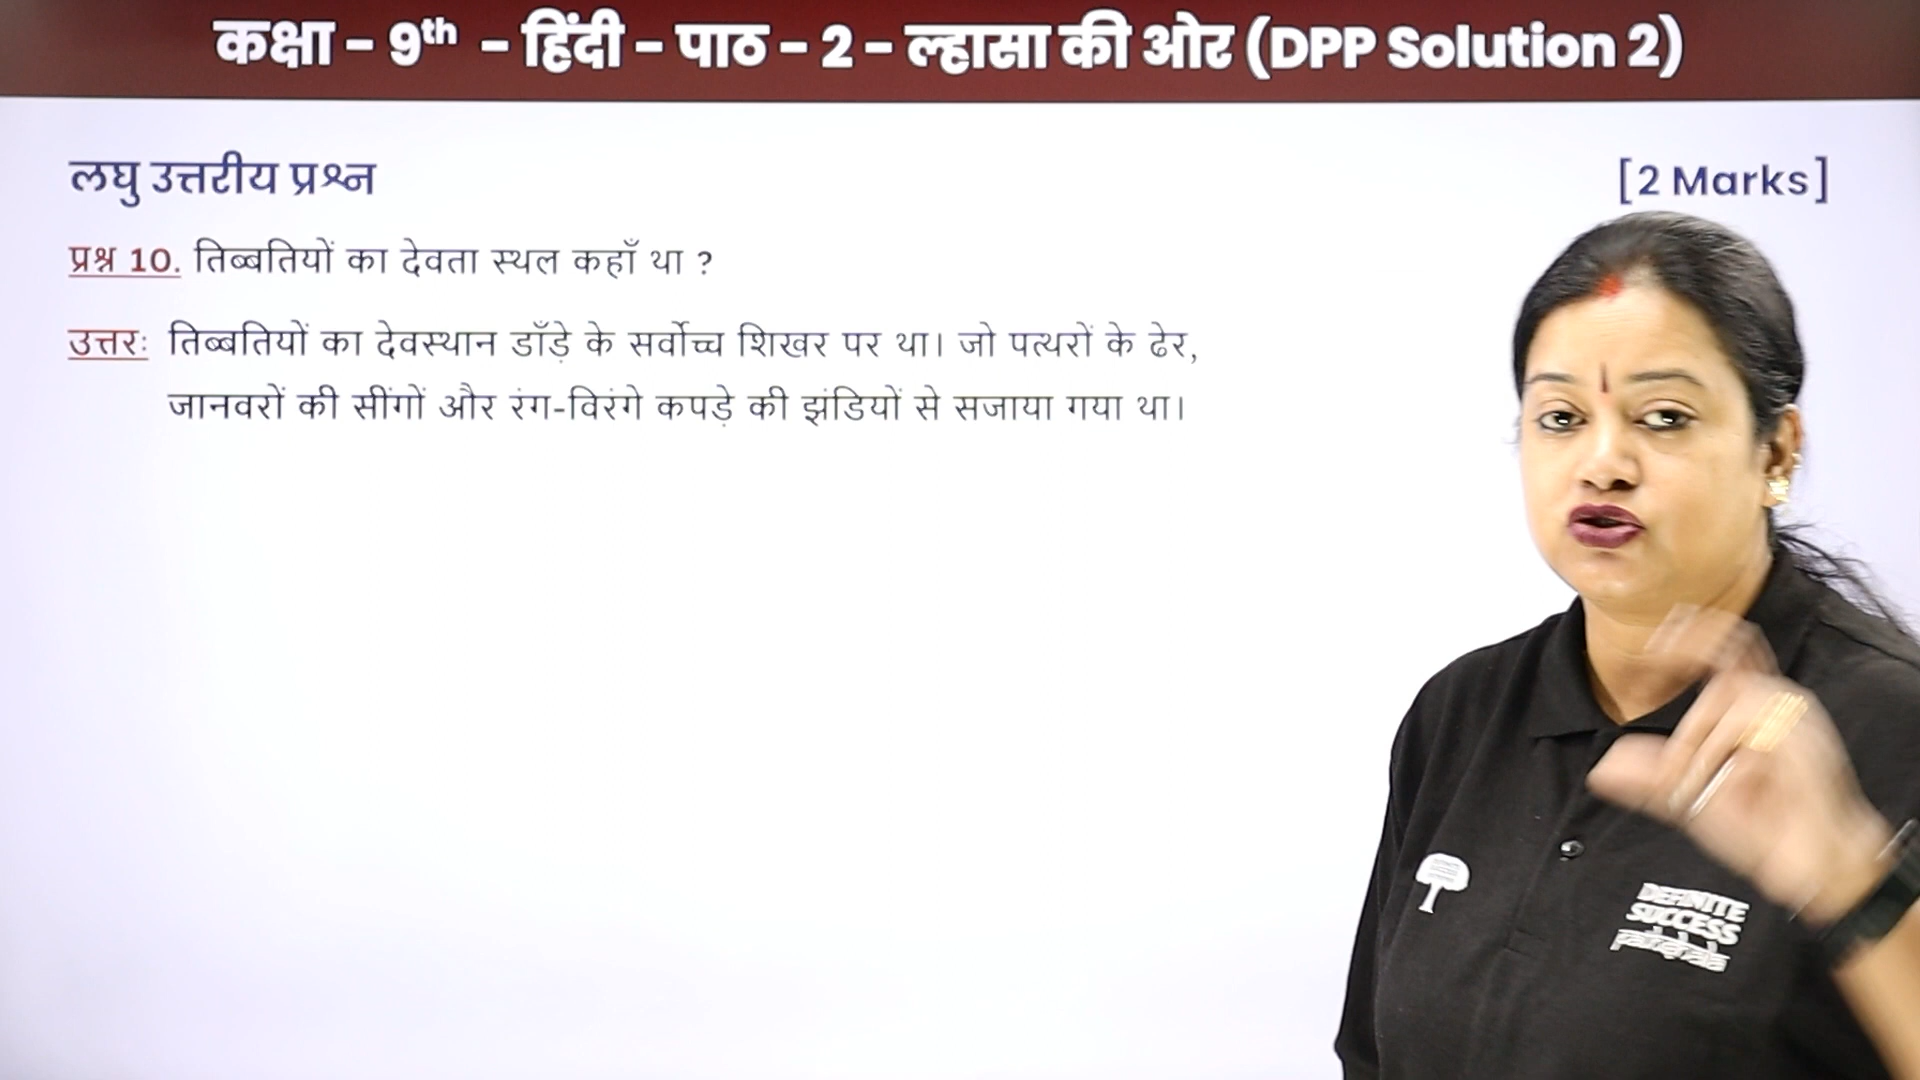 कक्षा - 9th - हिंदी - पाठ - 2 - ल्हासा की ओर (DPP Solution 2)
लघु उत्तरीय प्रश्न
[2 Marks]
प्रश्न 10. तिब्बतियों का देवता स्थल कहाँ था ?
उत्तरः तिब्बतियों का देवस्थान डाँड़े के सर्वोच्च शिखर पर था। जो पत्थरों के ढेर,
जानवरों की सींगों और रंग-विरंगे कपड़े की झंडियों से सजाया गया था।
DEFINITE
SUCCESS